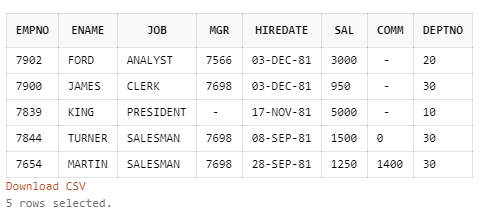 EMPNO ENAME JOB MGR HIREDATE SAL COMM DEPTNO
7902 FORD ANALYST 7566 03-DEC-81 3000 - 20
7900 JAMES CLERK 7698 03-DEC-81 950 - 30
7839 KING PRESIDENT - 17-NOV-81 5000 - 10
7844 TURNER SALESMAN 7698 08-SEP-81 1500 0 30
7654 MARTIN SALESMAN 7698 28-SEP-81 1250 1400 30
Download CSV
5 rows selected.